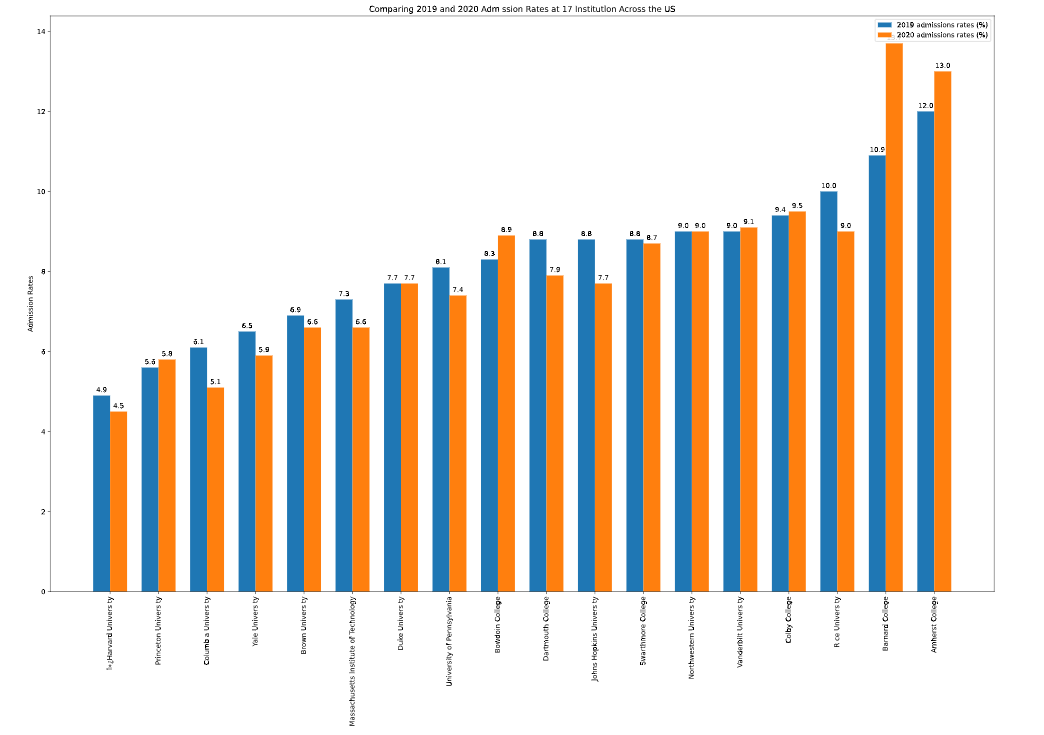 Comparing 2019 and 2020 Adm ssion Rates at 17 Institution Across the US
2019 admissions rates (%)
2020 admissions rates (%)
Admission Rates
14
12
10
8
6
4
2
0
4.9
4.5
5.6
5.8
6.1
5.1
6.5
5.9
6.9
6.6
7.3
6.6
7.7
7.7
8.1
7.4
8.3
8.9
8.8
7.9
8.8
7.7
8.8
8.7
9.0
9.0
9.0
9.1
9.4
9.5
10.0
9.0
10.9
12.0
13.0
Harvard Univers ty
Princeton Univers ty
Columb a Univers ty
Yale Univers ty
Brown Univers ty
Massachusetts Institute of Technology
Duke Univers ty
University of Pennsylvania
Bowdoin College
Dartmouth College
Johns Hopkins Univers ty
Swarthmore College
Northwestern Univers ty
Vanderbilt Univers ty
Colby College
R ce Univers ty
Barnard College
Amherst College